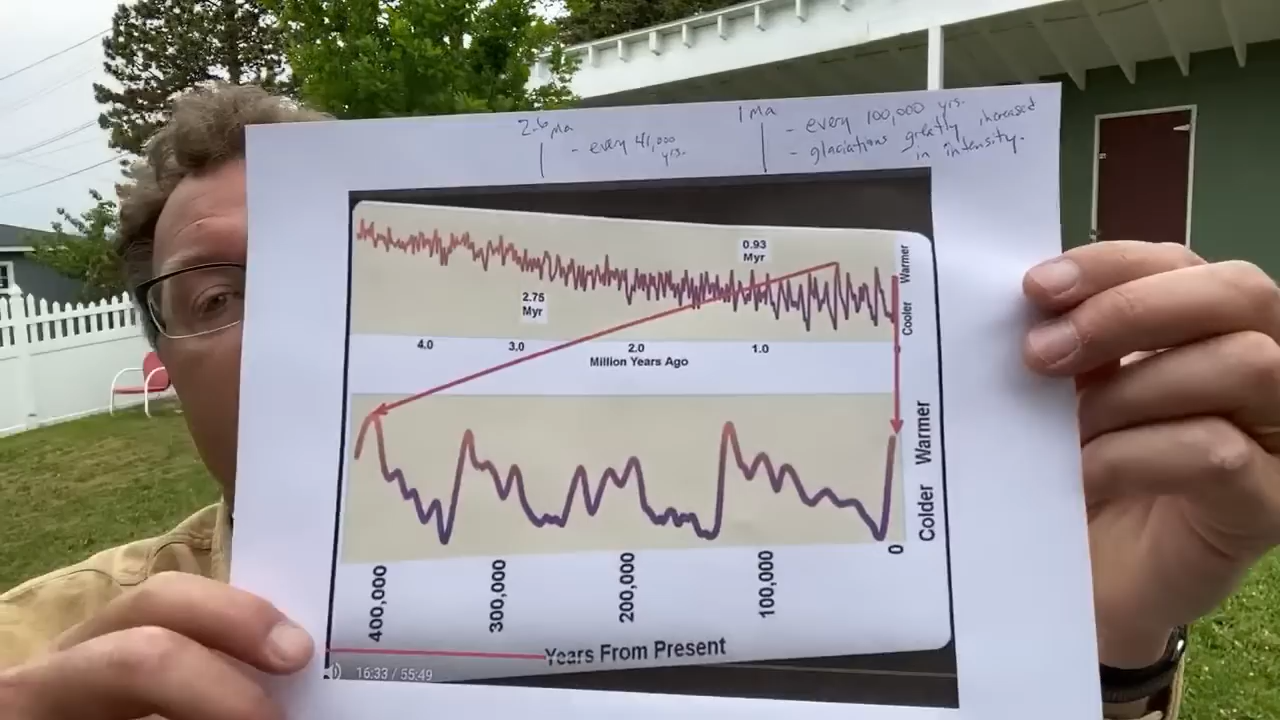 2.6 Ma
- every 41,000
yrs.
1 Ma
- every 100,000 yrs.
- glaciations greatly increased
in intensity.
0.93
Myr
2.75
Myr
Warmer
Cooler
4.0 3.0 2.0 1.0
Million Years Ago
Warmer
Colder
400,000 300,000 200,000 100,000 0
Years From Present
16:33 / 55:49